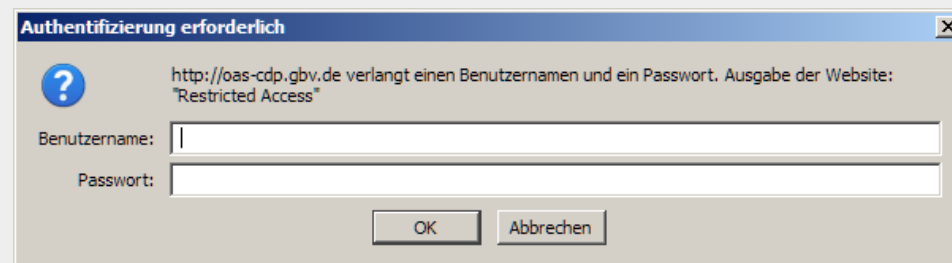 Authentifizierung erforderlich
http://oas-cdp.gbv.de verlangt einen Benutzernamen und ein Passwort. Ausgabe der Website:
"Restricted Access"
Benutzername:
Passwort:
OK
Abbrechen